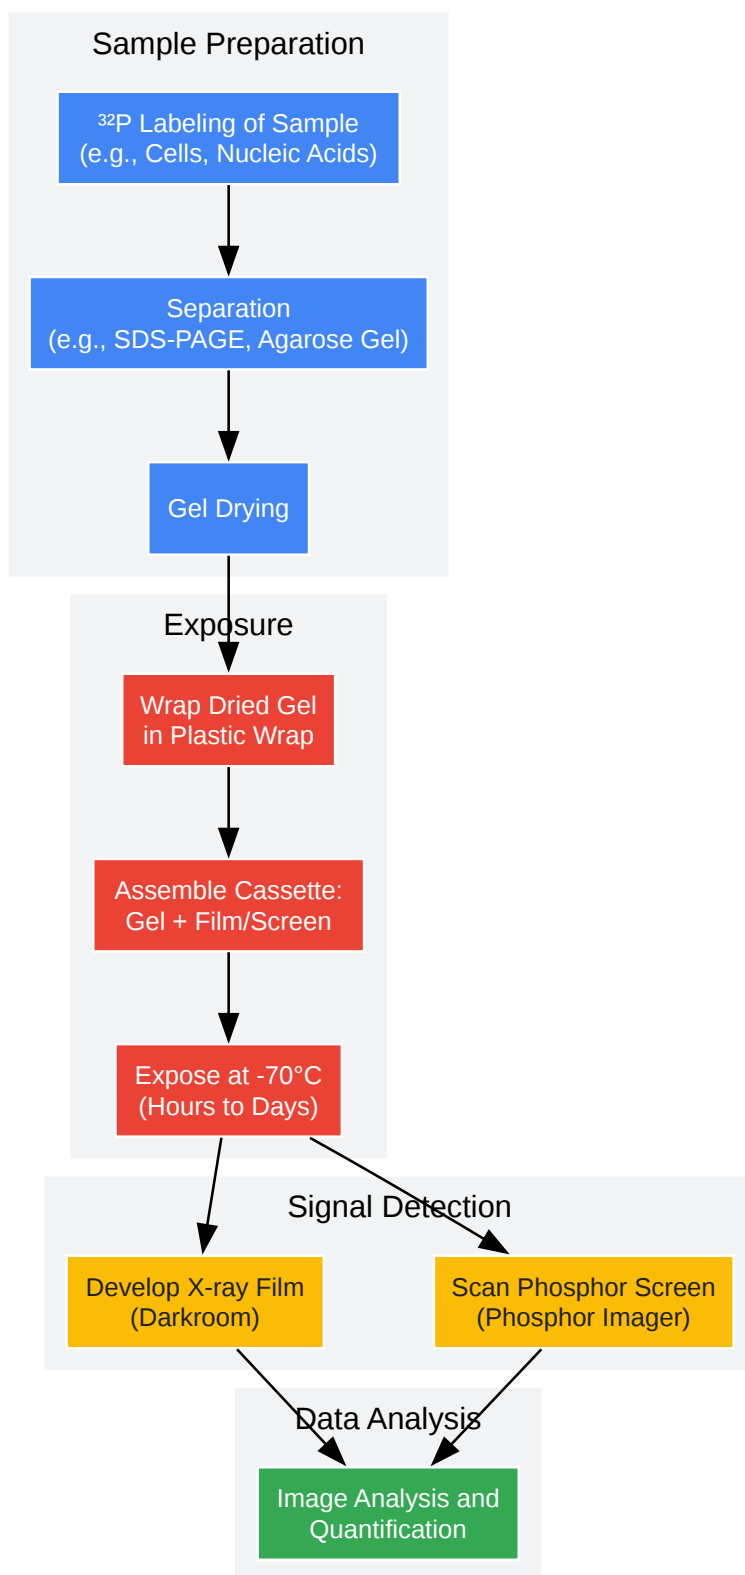 Sample Preparation
³²P Labeling of Sample
(e.g., Cells, Nucleic Acids)
Separation
(e.g., SDS-PAGE, Agarose Gel)
Gel Drying
Exposure
Wrap Dried Gel
in Plastic Wrap
Assemble Cassette:
Gel + Film/Screen
Expose at -70°C
(Hours to Days)
Signal Detection
Develop X-ray Film
(Darkroom)
Scan Phosphor Screen
(Phosphor Imager)
Data Analysis
Image Analysis and
Quantification